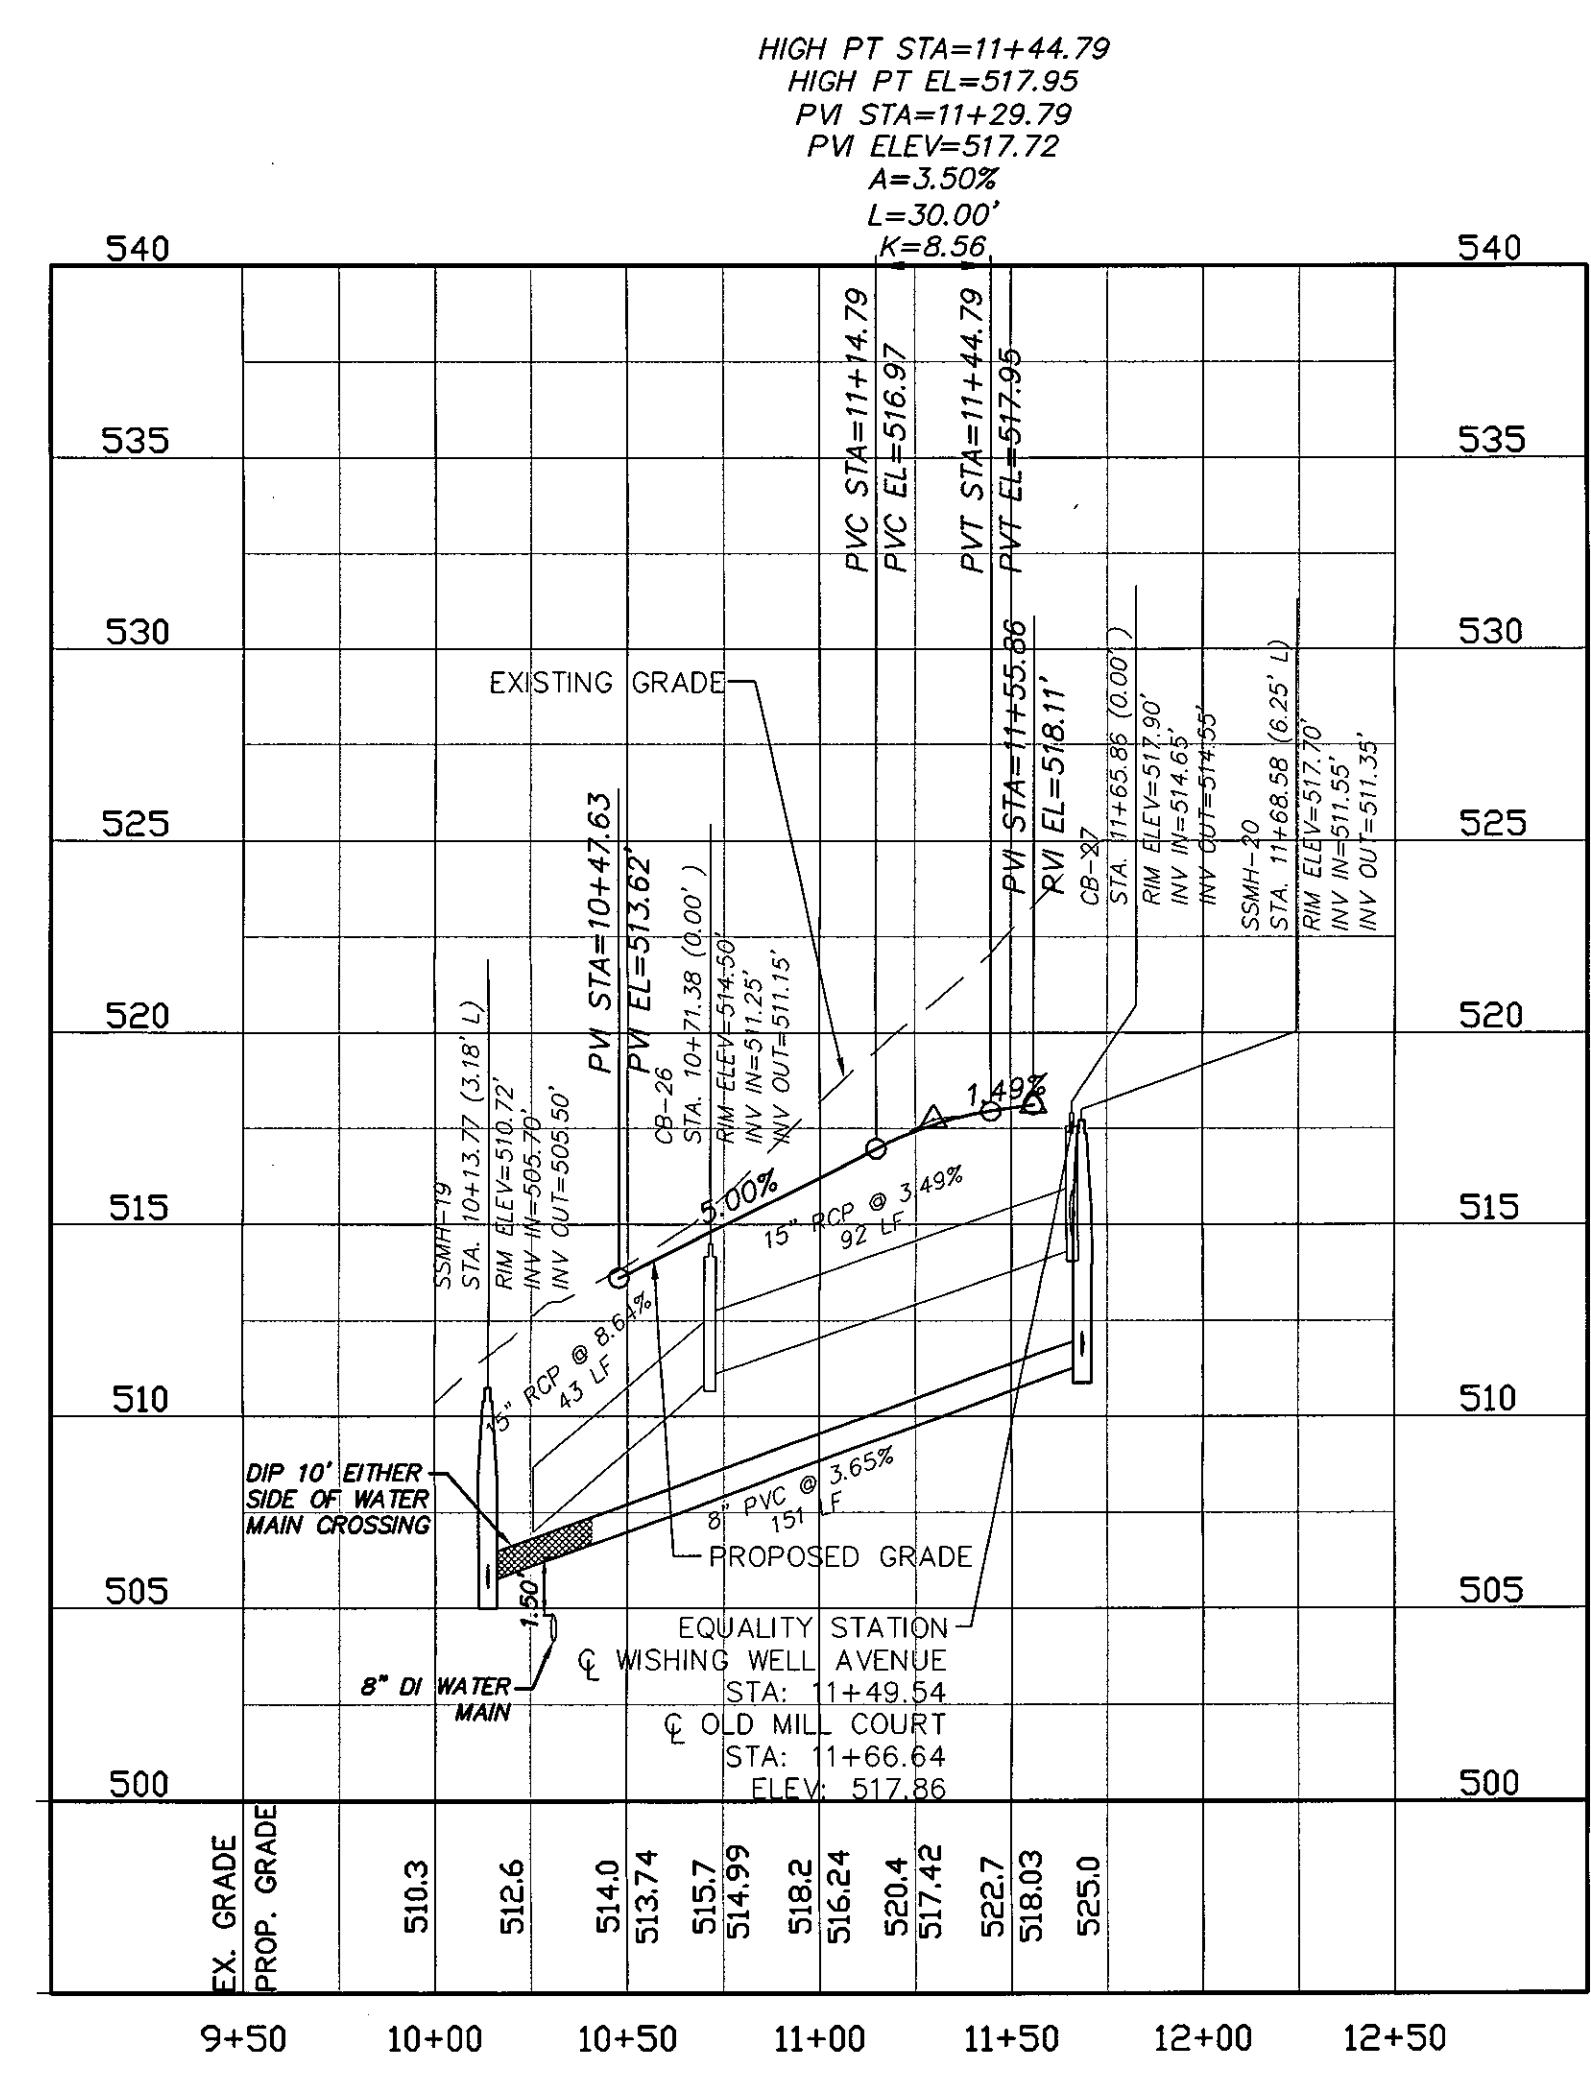 HIGH PT STA=11+44.79
HIGH PT EL=517.95
PVI STA=11+29.79
PVI ELEV=517.72
A=3.50%
L=30.00'
K=8.56
540
540
PVC STA=11+14.79
PVC EL=516.97
PVT STA=11+44.79
PVT EL=517.95
535
535
530
530
EXISTING GRADE
PVI STA=11+55.86
PVI EL=518.11'
CB-27
STA. 11+65.86 (0.00' )
RIM ELEV=517.90'
INV IN=514.65'
INV OUT=514.55'
SSMH-20
STA. 11+68.58 (6.25' L)
RIM ELEV=517.70'
INV IN=511.55'
INV OUT=511.35'
525
525
PVI STA=10+47.63
PVI EL=513.62'
CB-26
STA. 10+71.38 (0.00' )
RIM ELEV=514.50'
INV IN=511.25'
INV OUT=511.15'
520
520
SSMH-19
STA. 10+13.77 (3.18' L)
RIM ELEV=510.72'
INV IN=505.70'
INV OUT=505.50'
1.49%
5.00%
515
515
15" RCP @ 3.49%
92 LF
15" RCP @ 8.64%
43 LF
510
510
DIP 10' EITHER
SIDE OF WATER
MAIN CROSSING
8" PVC @ 3.65%
151 LF
PROPOSED GRADE
505
505
1.50'
8" DI WATER
MAIN
EQUALITY STATION
℄ WISHING WELL AVENUE
STA: 11+49.54
℄ OLD MILL COURT
STA: 11+66.64
ELEV: 517.86
500
500
EX. GRADE
PROP. GRADE
510.3
512.6
514.0
513.74
515.7
514.99
518.2
516.24
520.4
517.42
522.7
518.03
525.0
9+50 10+00 10+50 11+00 11+50 12+00 12+50